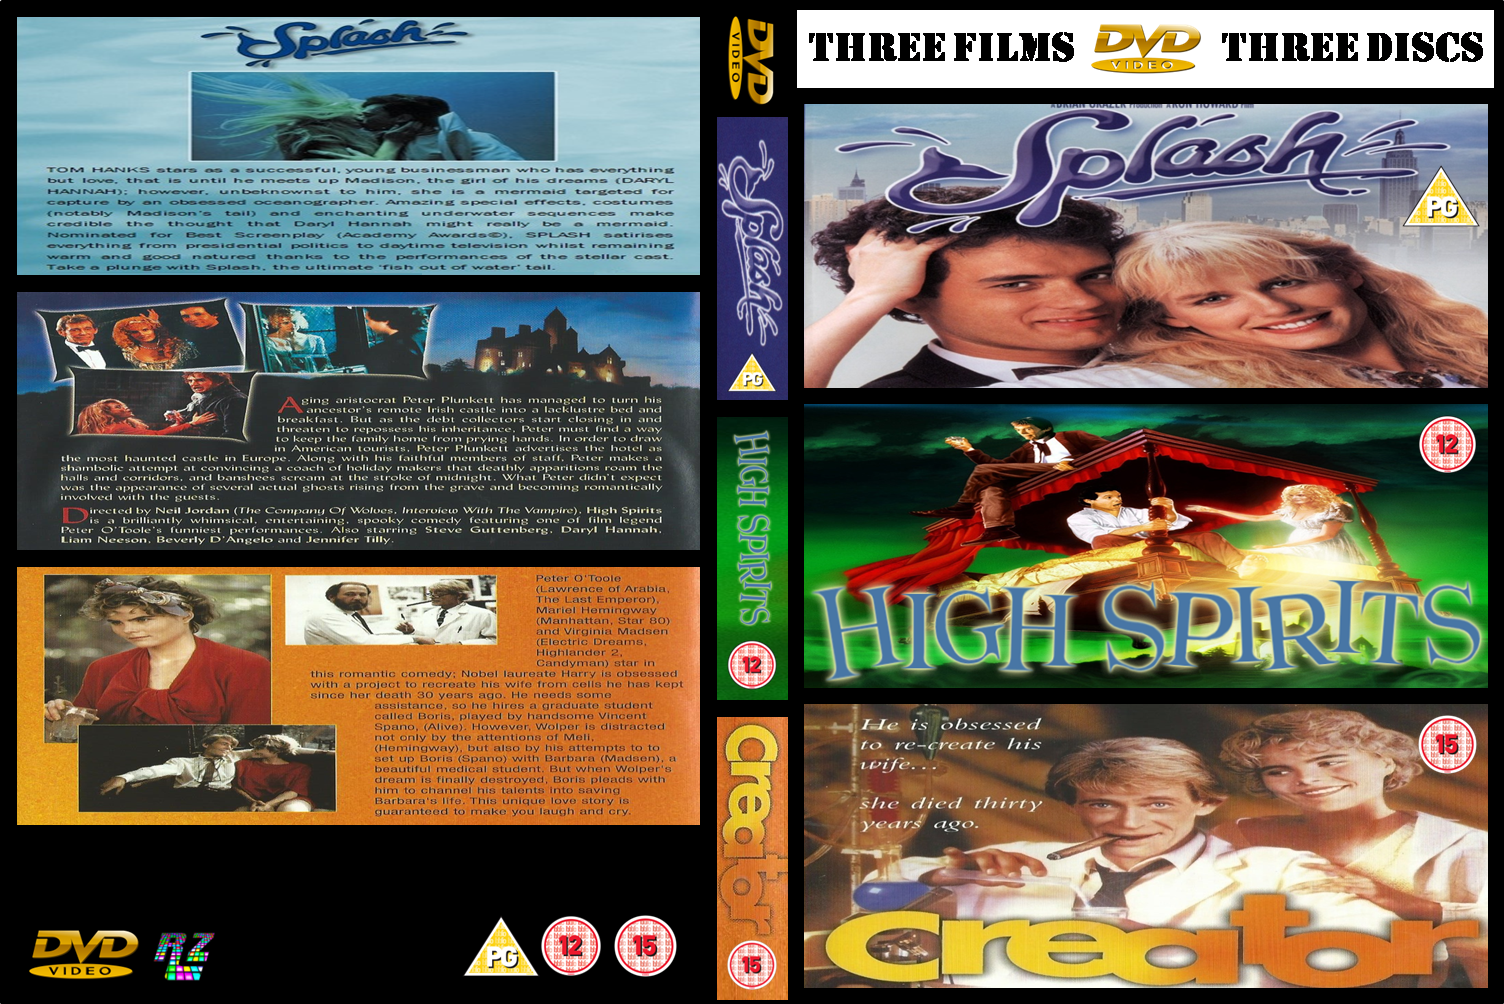 Splash
TOM HANKS stars as a successful, young businessman who has everything
but love, that is until he meets up Madison, the girl of his dreams (DARYL
HANNAH); however, unbeknownst to him, she is a mermaid targeted for
capture by an obsessed oceanographer. Amazing special effects, costumes
(notably Madison's tail) and enchanting underwater sequences make
credible the thought that Daryl Hannah might really be a mermaid.
Nominated for Best Screenplay (Academy Awards©), SPLASH satirises
everything from presidential politics to daytime television whilst remaining
warm and good natured thanks to the performances of the stellar cast.
Take a plunge with Splash, the ultimate 'fish out of water' tail.
Aging aristocrat Peter Plunkett has managed to turn his
ancestor's remote Irish castle into a lacklustre bed and
breakfast. But as the debt collectors start closing in and
threaten to repossess his inheritance, Peter must find a way
to keep the family home from prying hands. In order to draw
in American tourists, Peter Plunkett advertises the hotel as
the most haunted castle in Europe. Along with his faithful members of staff, Peter makes a
shambolic attempt at convincing a coach of holiday makers that deathly apparitions roam the
halls and corridors, and banshees scream at the stroke of midnight. What Peter didn't expect
was the appearance of several actual ghosts rising from the grave and becoming romantically
involved with the guests.
Directed by Neil Jordan (The Company Of Wolves, Interview With The Vampire), High Spirits
is a brilliantly whimsical, entertaining, spooky comedy featuring one of film legend
Peter O'Toole's funniest performances. Also starring Steve Guttenberg, Daryl Hannah,
Liam Neeson, Beverly D'Angelo and Jennifer Tilly.
Peter O'Toole
(Lawrence of Arabia,
The Last Emperor),
Mariel Hemingway
(Manhattan, Star 80)
and Virginia Madsen
(Electric Dreams,
Highlander 2,
Candyman) star in
this romantic comedy; Nobel laureate Harry is obsessed
with a project to recreate his wife from cells he has kept
since her death 30 years ago. He needs some
assistance, so he hires a graduate student
called Boris, played by handsome Vincent
Spano, (Alive). However, Wolper is distracted
not only by the attentions of Meli,
(Hemingway), but also by his attempts to to
set up Boris (Spano) with Barbara (Madsen), a
beautiful medical student. But when Wolper's
dream is finally destroyed, Boris pleads with
him to channel his talents into saving
Barbara's life. This unique love story is
guaranteed to make you laugh and cry.
DVD
VIDEO
RLZ
PG
12
15
DVD
VIDEO
Splash
PG
HIGH SPIRITS
12
creator
15
THREE FILMS
DVD
VIDEO
THREE DISCS
A BRIAN GRAZER Production A RON HOWARD Film
Splash
PG
12
HIGH SPIRITS
He is obsessed
to re-create his
wife...
she died thirty
years ago.
15
creator